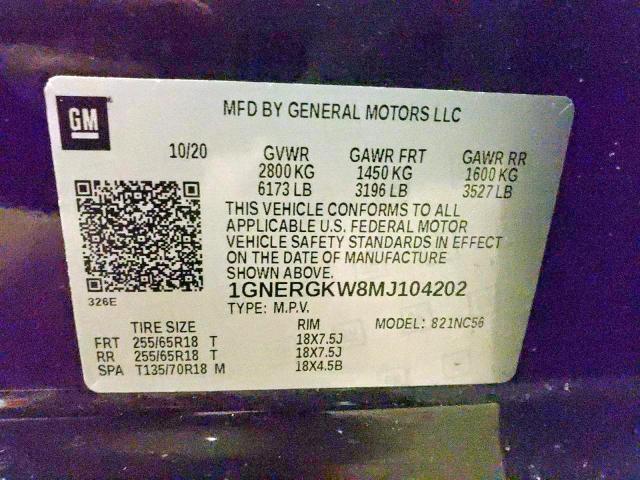 GM
MFD BY GENERAL MOTORS LLC
10/20 GVWR GAWR FRT GAWR RR
2800 KG 1450 KG 1600 KG
6173 LB 3196 LB 3527 LB
THIS VEHICLE CONFORMS TO ALL
APPLICABLE U.S. FEDERAL MOTOR
VEHICLE SAFETY STANDARDS IN EFFECT
ON THE DATE OF MANUFACTURE
SHOWN ABOVE.
326E
1GNERGKW8MJ104202
TYPE: M.P.V.
TIRE SIZE RIM MODEL: 821NC56
FRT 255/65R18 T 18X7.5J
RR 255/65R18 T 18X7.5J
SPA T135/70R18 M 18X4.5B